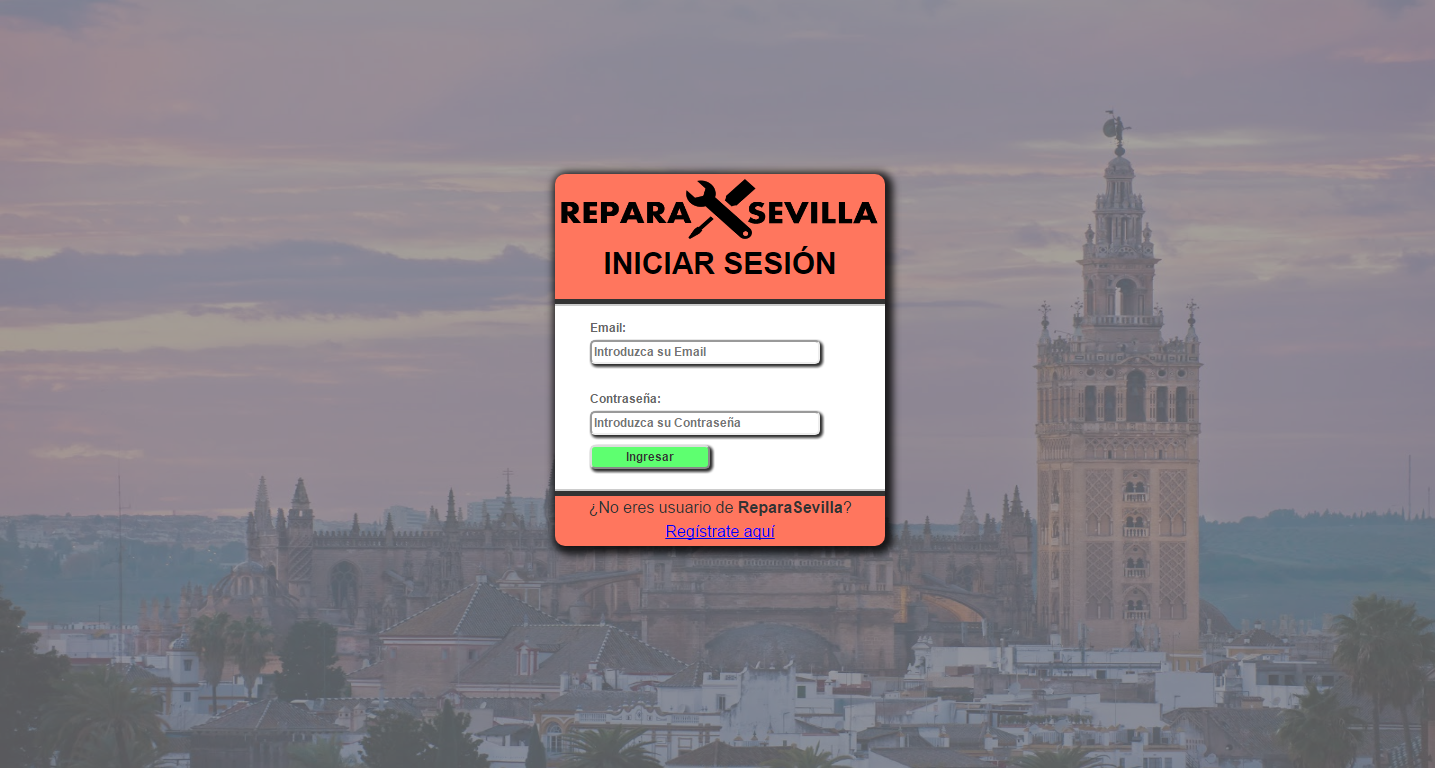 REPARA SEVILLA
INICIAR SESIÓN
Email:
Introduzca su Email
Contraseña:
Introduzca su Contraseña
Ingresar
¿No eres usuario de ReparaSevilla?
Regístrate aquí